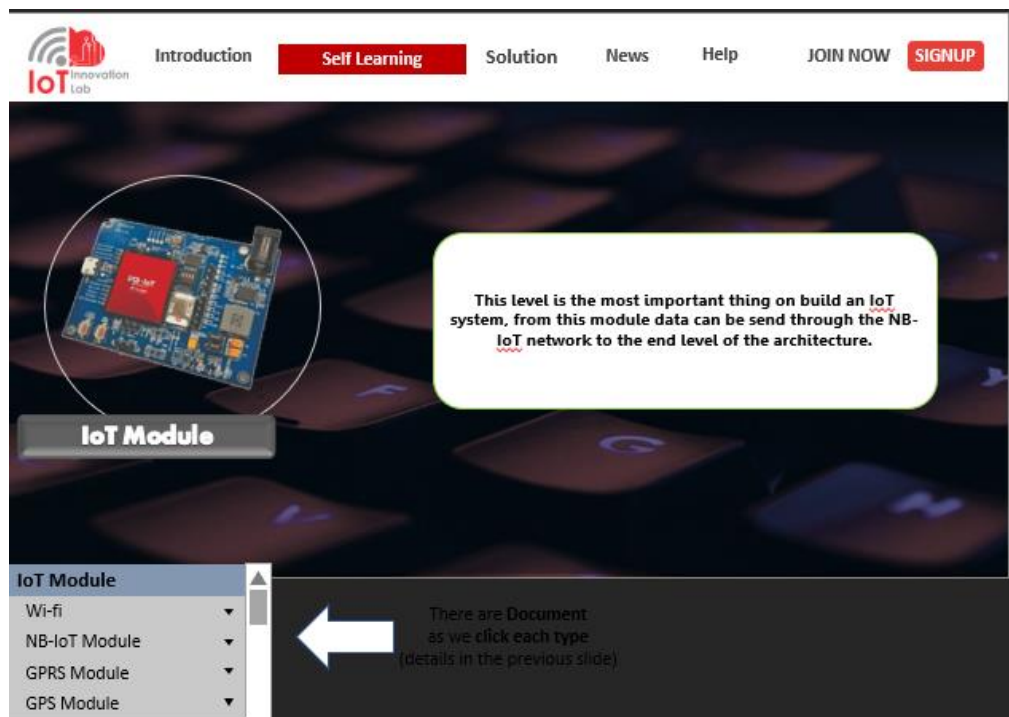 IoT Innovation Lab
Introduction
Self Learning
Solution
News
Help
JOIN NOW
SIGNUP
NB-IoT
This level is the most important thing on build an IoT
system, from this module data can be send through the NB-
IoT network to the end level of the architecture.
F
G
V
H
IoT Module
IoT Module
Wi-fi
NB-IoT Module
GPRS Module
GPS Module
There are Document
as we click each type
(details in the previous slide)